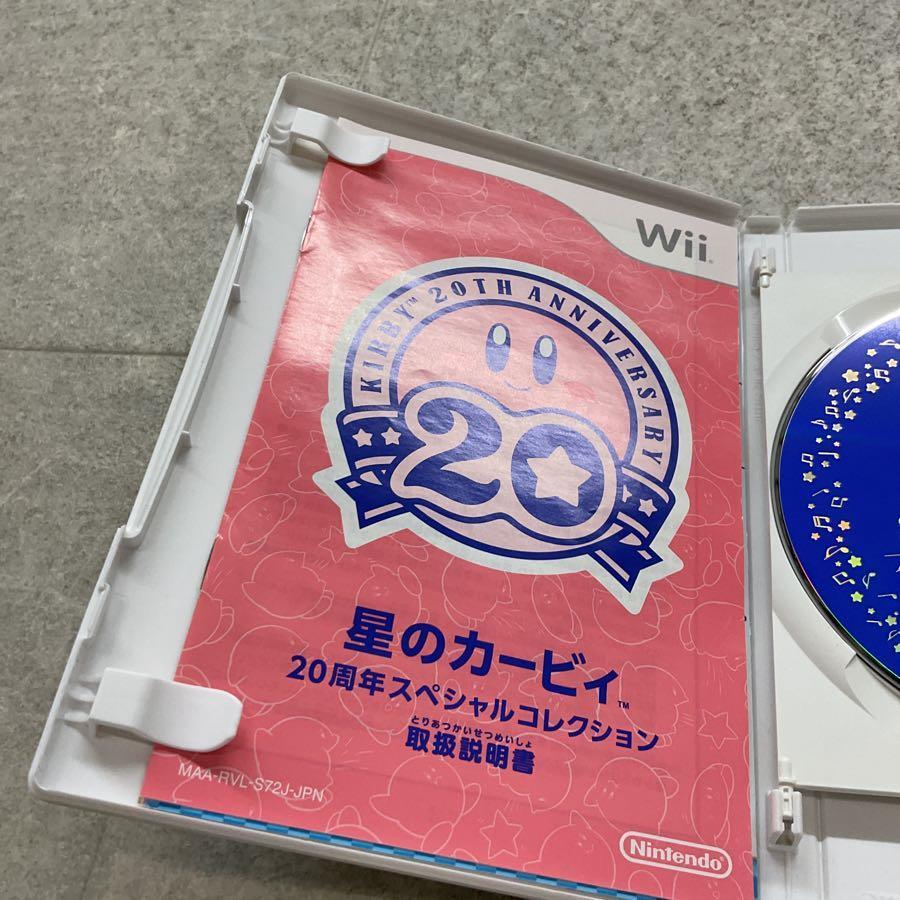 Wii
KIRBY™ 20TH ANNIVERSARY
20
星のカービィ™
20周年スペシャルコレクション
とりあつかいせつめいしょ
取扱説明書
MAA-RVL-S72J-JPN
Nintendo